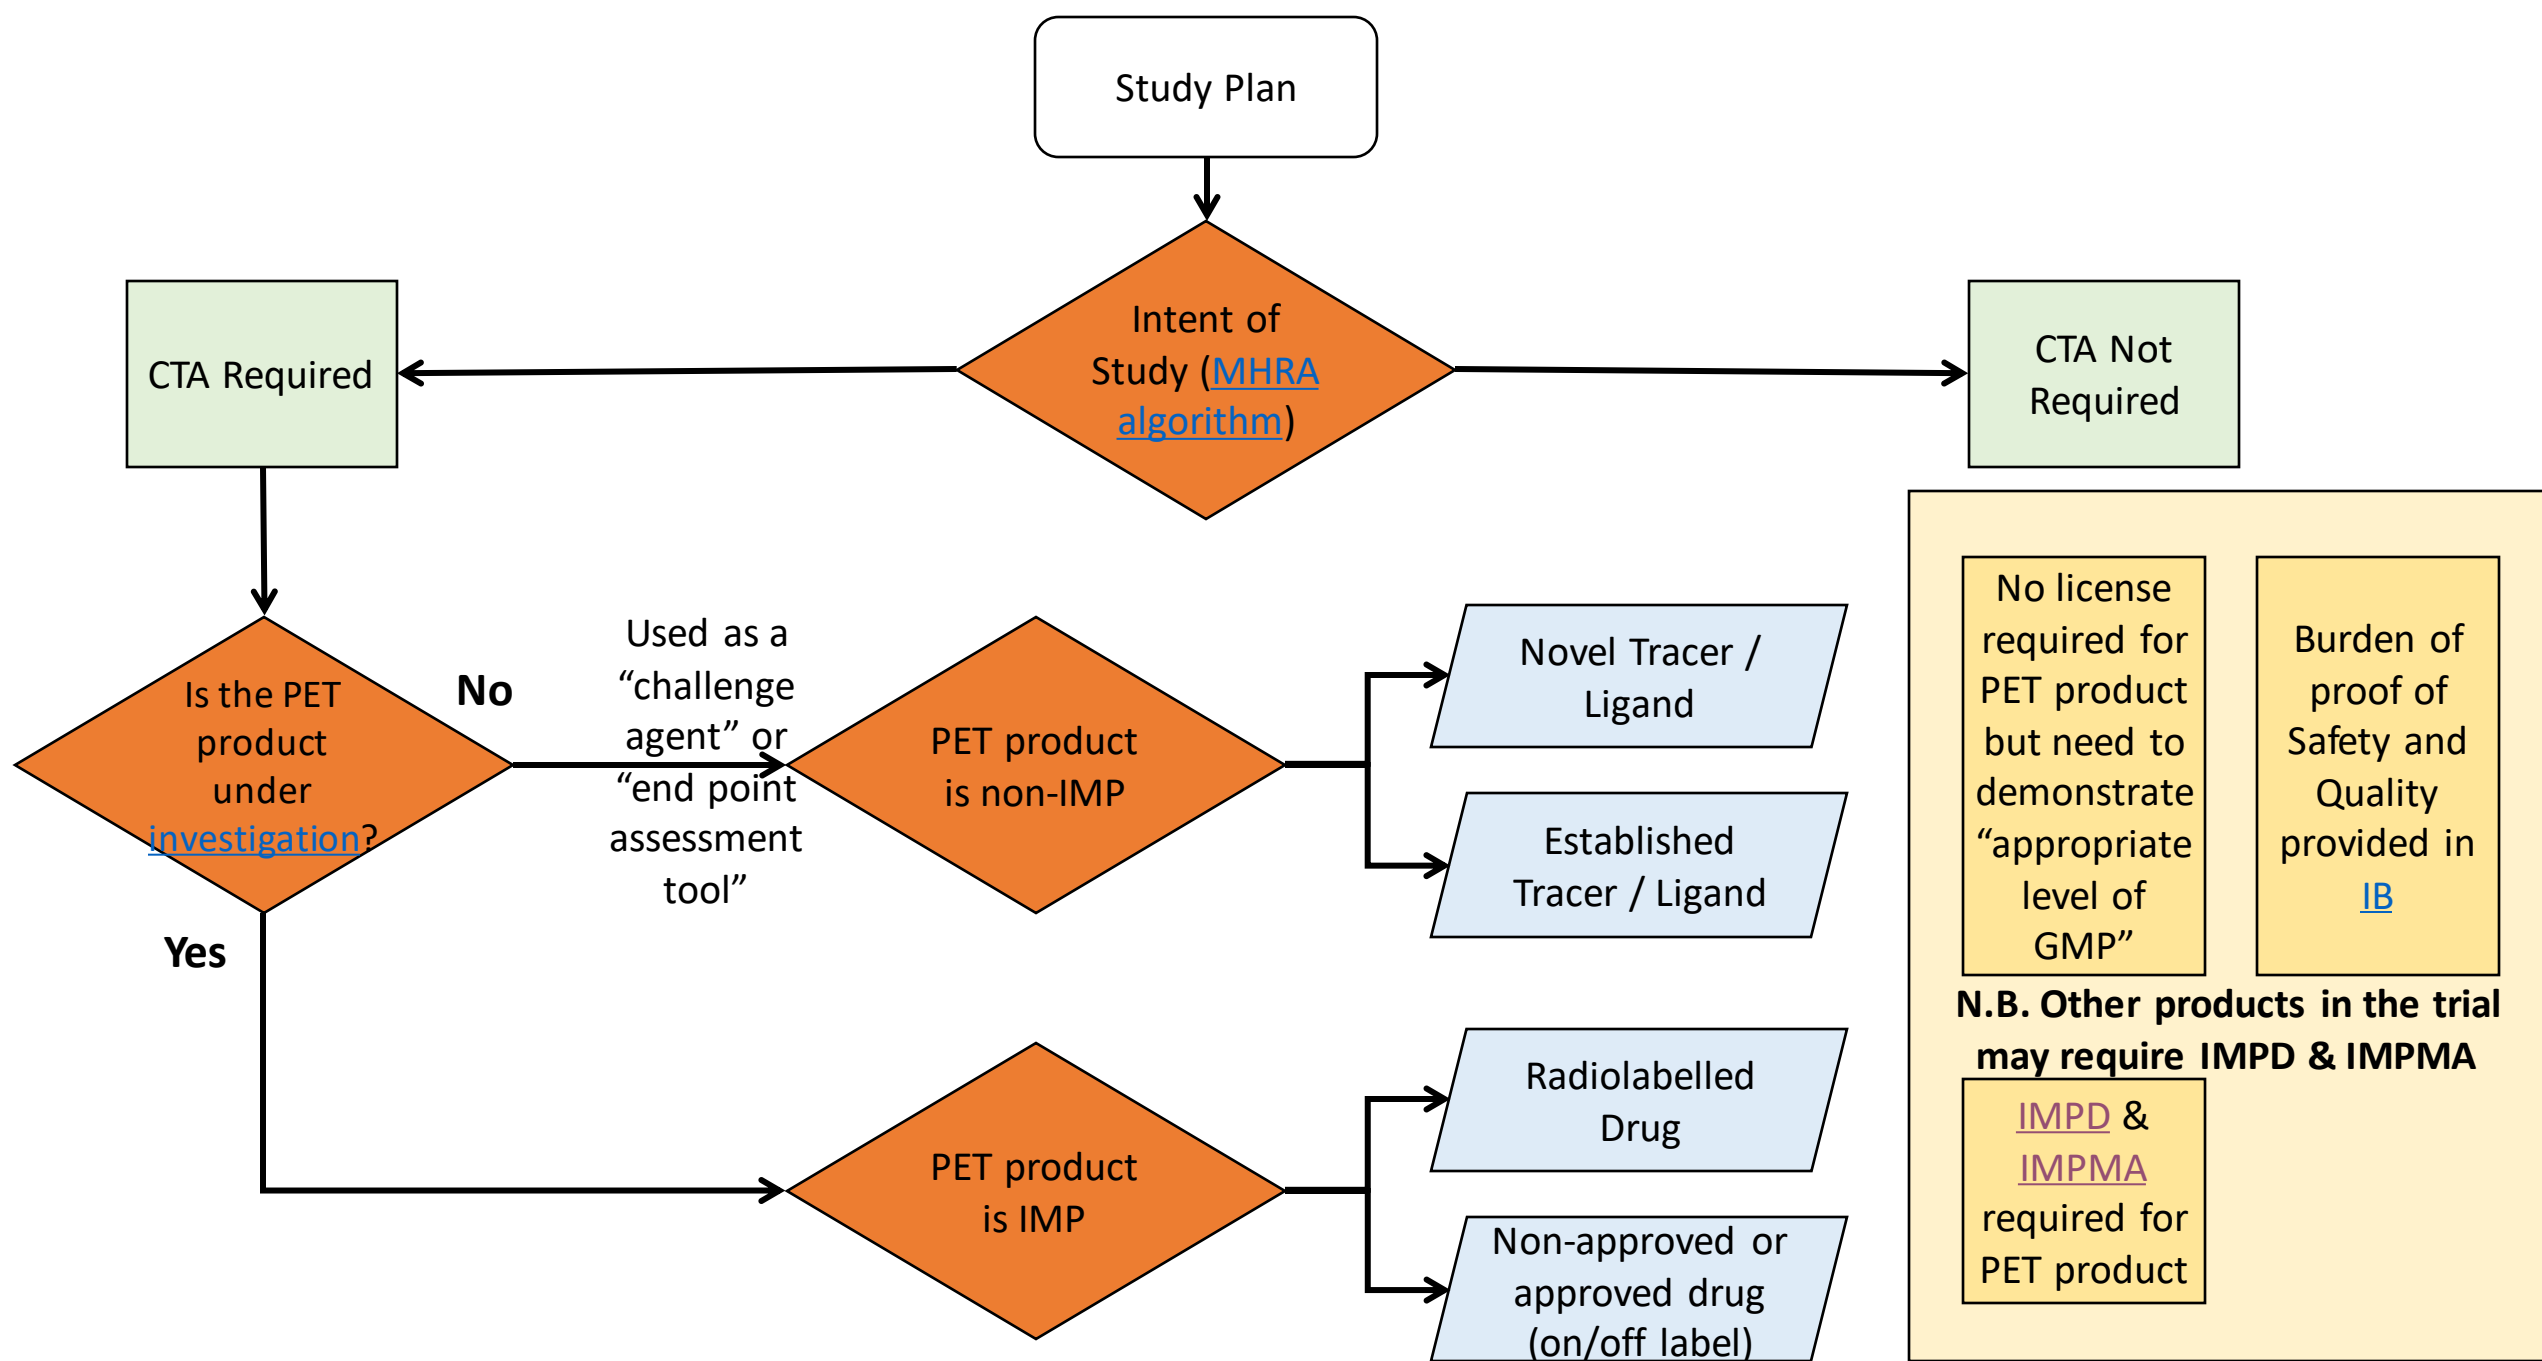 Study Plan
Intent of
Study (MHRA
algorithm)
CTA Required
CTA Not
Required
Is the PET
product
under
investigation?
No
Yes
Used as a
“challenge
agent” or
“end point
assessment
tool”
PET product
is non-IMP
Novel Tracer /
Ligand
Established
Tracer / Ligand
PET product
is IMP
Radiolabelled
Drug
Non-approved or
approved drug
(on/off label)
No license
required for
PET product
but need to
demonstrate
“appropriate
level of
GMP”
Burden of
proof of
Safety and
Quality
provided in
IB
N.B. Other products in the trial
may require IMPD & IMPMA
IMPD &
IMPMA
required for
PET product